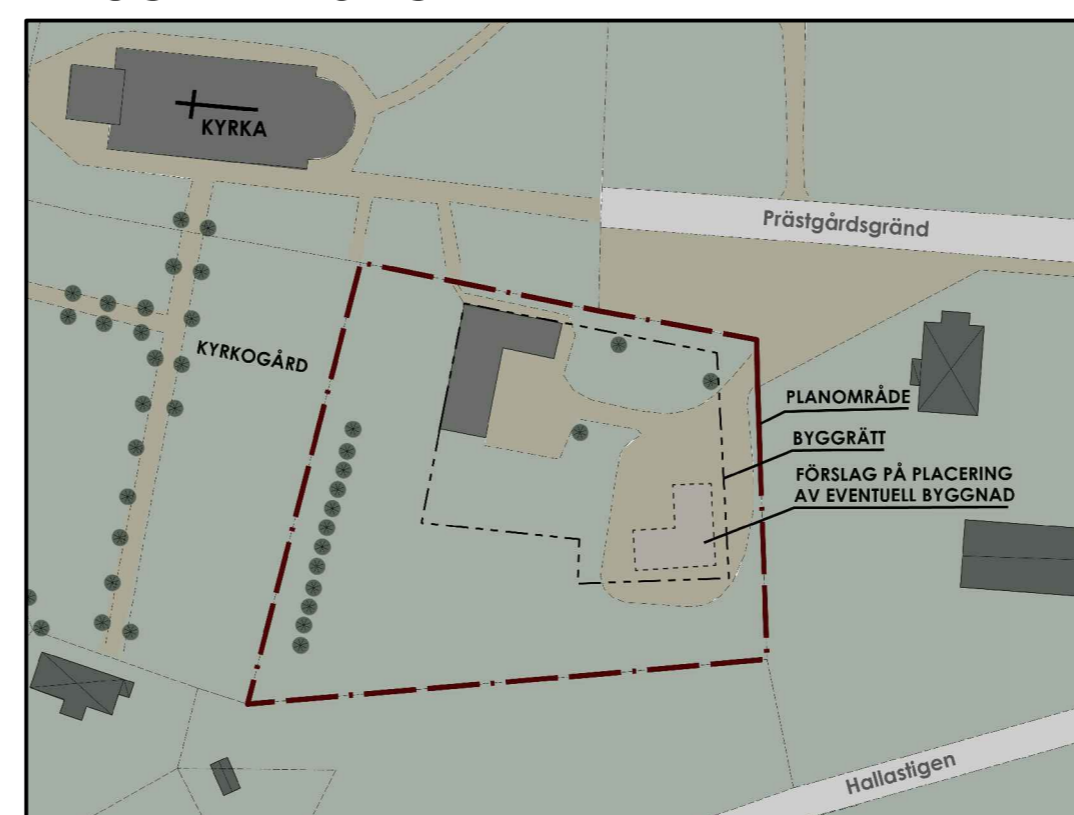 KYRKA
Prästgårdsgränd
KYRKOGÅRD
PLANOMRÅDE
BYGGRÄTT
FÖRSLAG PÅ PLACERING
AV EVENTUELL BYGGNAD
Hallastigen